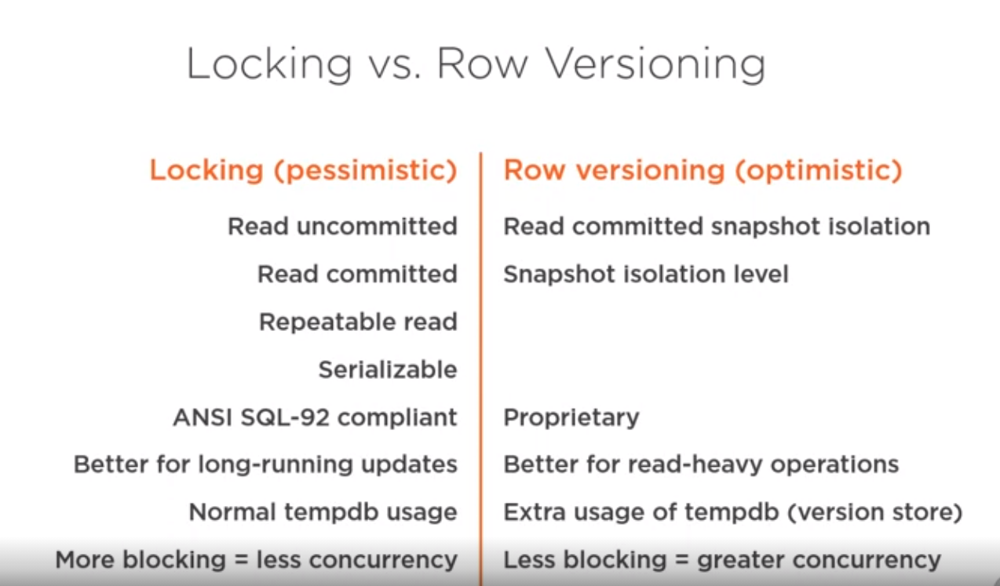 Locking vs. Row Versioning
Locking (pessimistic)
Read uncommitted
Read committed
Repeatable read
Serializable
ANSI SQL-92 compliant
Better for long-running updates
Normal tempdb usage
More blocking = less concurrency
Row versioning (optimistic)
Read committed snapshot isolation
Snapshot isolation level
Proprietary
Better for read-heavy operations
Extra usage of tempdb (version store)
Less blocking = greater concurrency